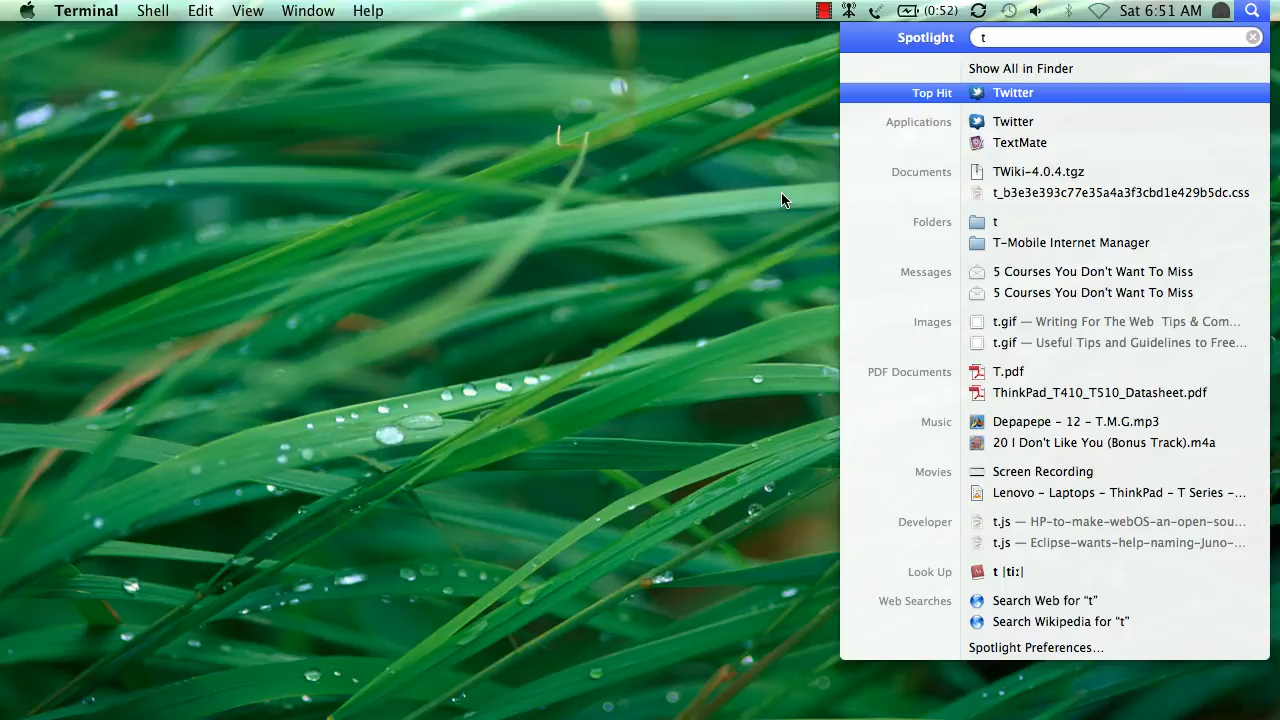 Terminal Shell Edit View Window Help (0:52) Sat 6:51 AM
Spotlight t
Show All in Finder
Top Hit Twitter
Applications Twitter
TextMate
Documents TWiki-4.0.4.tgz
t_b3e3e393c77e35a4a3f3cbd1e429b5dc.css
Folders t
T-Mobile Internet Manager
Messages 5 Courses You Don't Want To Miss
5 Courses You Don't Want To Miss
Images t.gif — Writing For The Web Tips & Com...
t.gif — Useful Tips and Guidelines to Free...
PDF Documents T.pdf
ThinkPad_T410_T510_Datasheet.pdf
Music Depapepe - 12 - T.M.G.mp3
20 I Don't Like You (Bonus Track).m4a
Movies Screen Recording
Lenovo - Laptops - ThinkPad - T Series -...
Developer t.js — HP-to-make-webOS-an-open-sou...
t.js — Eclipse-wants-help-naming-Juno-...
Look Up t |tiː|
Web Searches Search Web for “t”
Search Wikipedia for “t”
Spotlight Preferences...